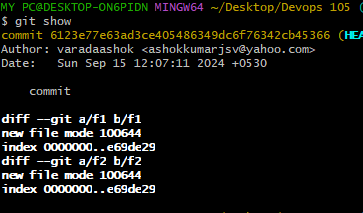 MY PC@DESKTOP-ON6PIDN MINGW64 ~/Desktop/Devops 105 (
$ git show
commit 6123e77e63ad3ce405486349dc6f76342cb45366 (HEA
Author: varadaashok <ashokkumarjsv@yahoo.com>
Date:   Sun Sep 15 12:07:11 2024 +0530
    commit
diff --git a/f1 b/f1
new file mode 100644
index 0000000..e69de29
diff --git a/f2 b/f2
new file mode 100644
index 0000000..e69de29